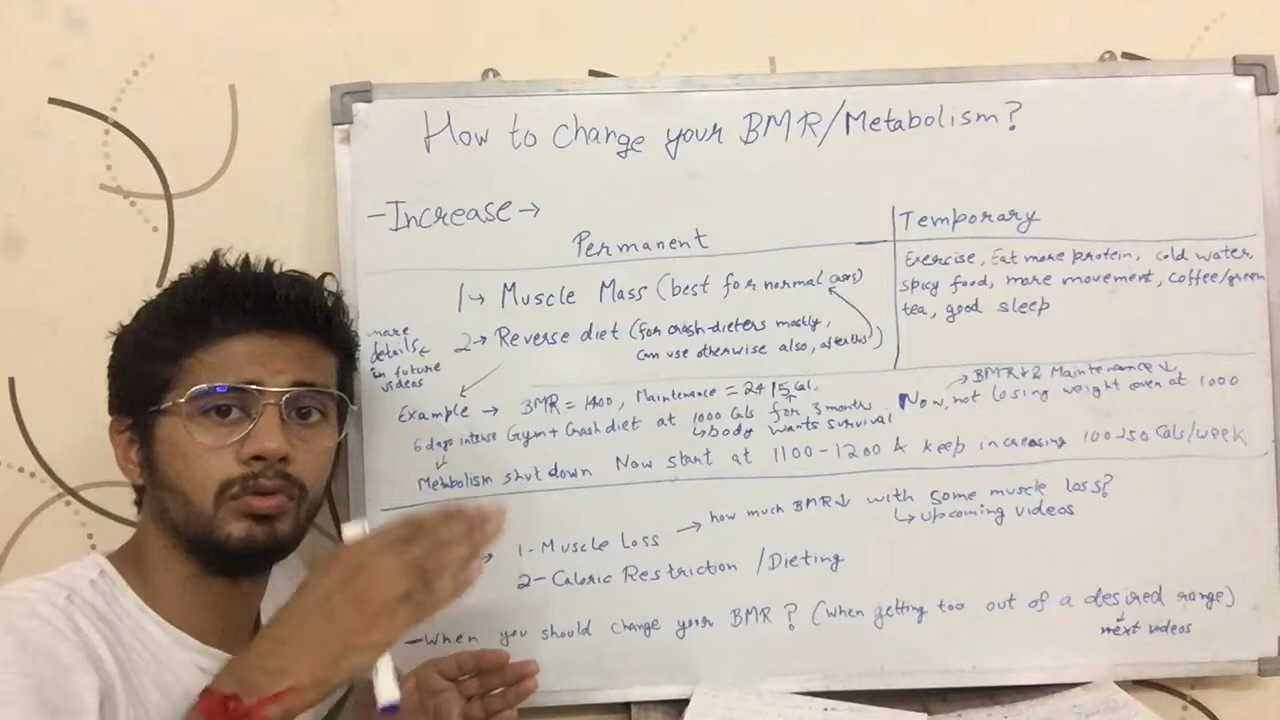 How to change your BMR/Metabolism?
-Increase→
Permanent
1→ Muscle Mass (best for normal cases)
2→ Reverse diet (for crash-dieters mostly,
can use otherwise also, after this)
more
details
in future
videos
Temporary
Exercise, Eat more protein, cold water,
spicy food, more movement, coffee/green
tea, good sleep
Example → BMR = 1400, Maintenance = 2415 Cal,
6 days intense Gym + Crash diet at 1000 Cals for 3 months
↳ body wants survival
→ BMR↓ & Maintenance↓,
Now, not losing weight even at 1000
Metabolism shut down Now start at 1100-1200 & keep increasing 100-150 Cals/week
1-Muscle Loss → how much BMR↓ with some muscle loss?
↳ upcoming videos
2-Caloric Restriction /Dieting
-When you should change your BMR? (When getting too out of a desired range)
next videos